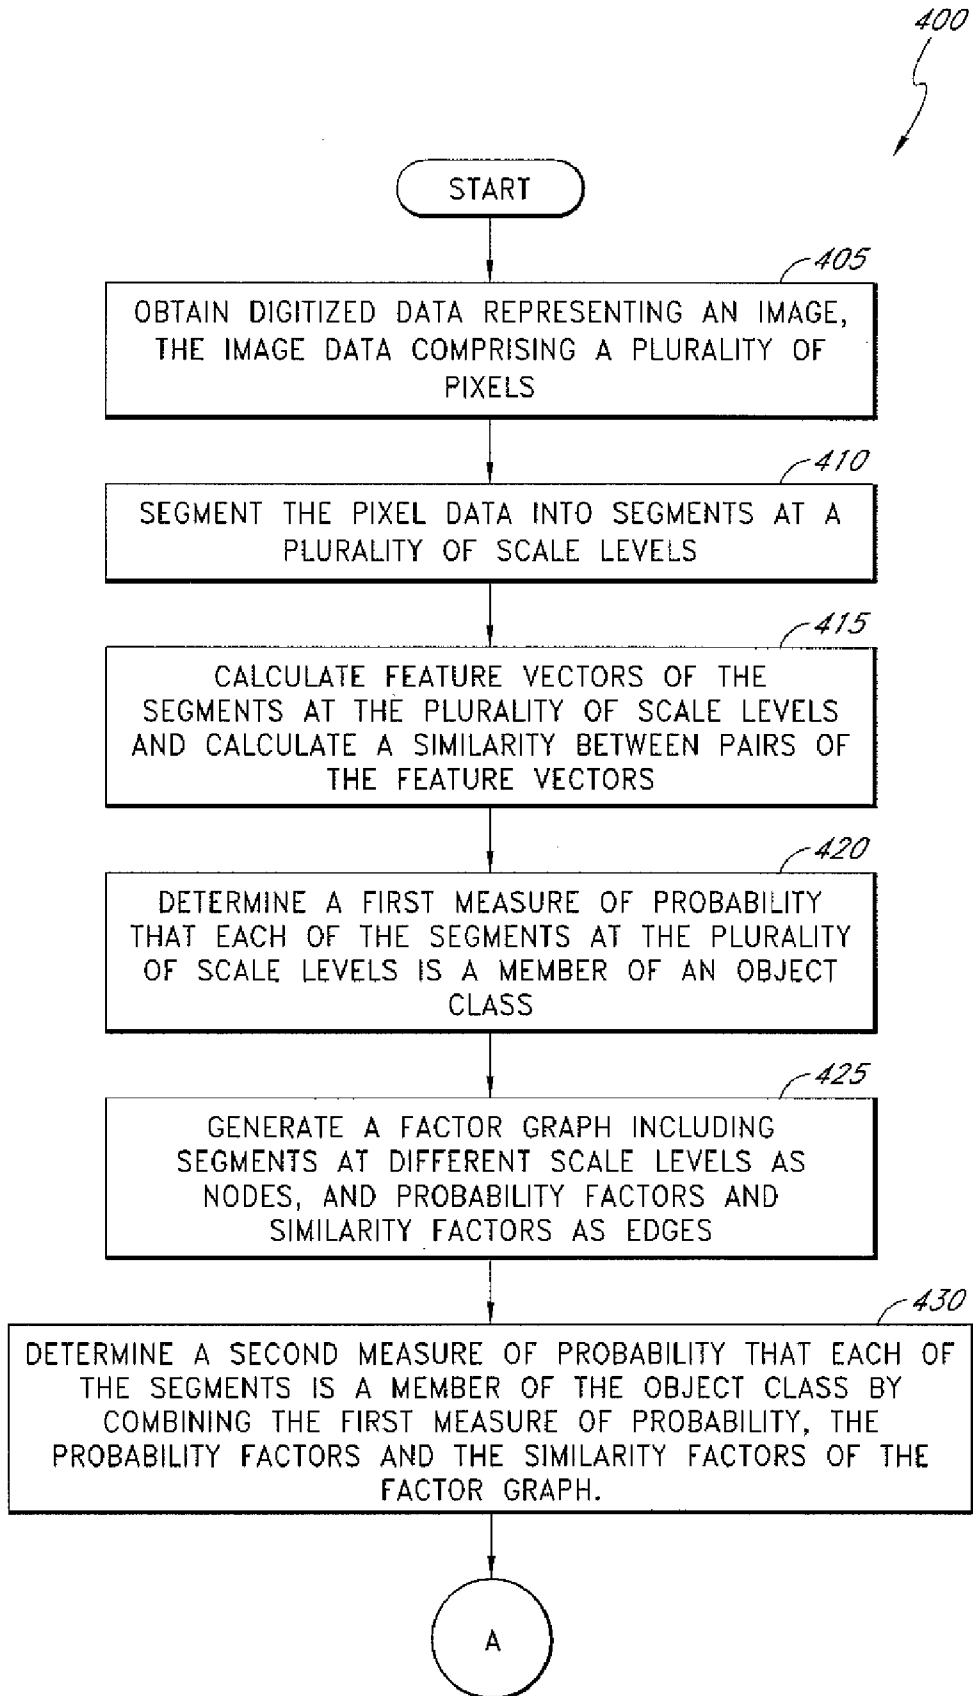 400
START
405
OBTAIN DIGITIZED DATA REPRESENTING AN IMAGE,
THE IMAGE DATA COMPRISING A PLURALITY OF
PIXELS
410
SEGMENT THE PIXEL DATA INTO SEGMENTS AT A
PLURALITY OF SCALE LEVELS
415
CALCULATE FEATURE VECTORS OF THE
SEGMENTS AT THE PLURALITY OF SCALE LEVELS
AND CALCULATE A SIMILARITY BETWEEN PAIRS OF
THE FEATURE VECTORS
420
DETERMINE A FIRST MEASURE OF PROBABILITY
THAT EACH OF THE SEGMENTS AT THE PLURALITY
OF SCALE LEVELS IS A MEMBER OF AN OBJECT
CLASS
425
GENERATE A FACTOR GRAPH INCLUDING
SEGMENTS AT DIFFERENT SCALE LEVELS AS
NODES, AND PROBABILITY FACTORS AND
SIMILARITY FACTORS AS EDGES
430
DETERMINE A SECOND MEASURE OF PROBABILITY THAT EACH OF
THE SEGMENTS IS A MEMBER OF THE OBJECT CLASS BY
COMBINING THE FIRST MEASURE OF PROBABILITY, THE
PROBABILITY FACTORS AND THE SIMILARITY FACTORS OF THE
FACTOR GRAPH.
A